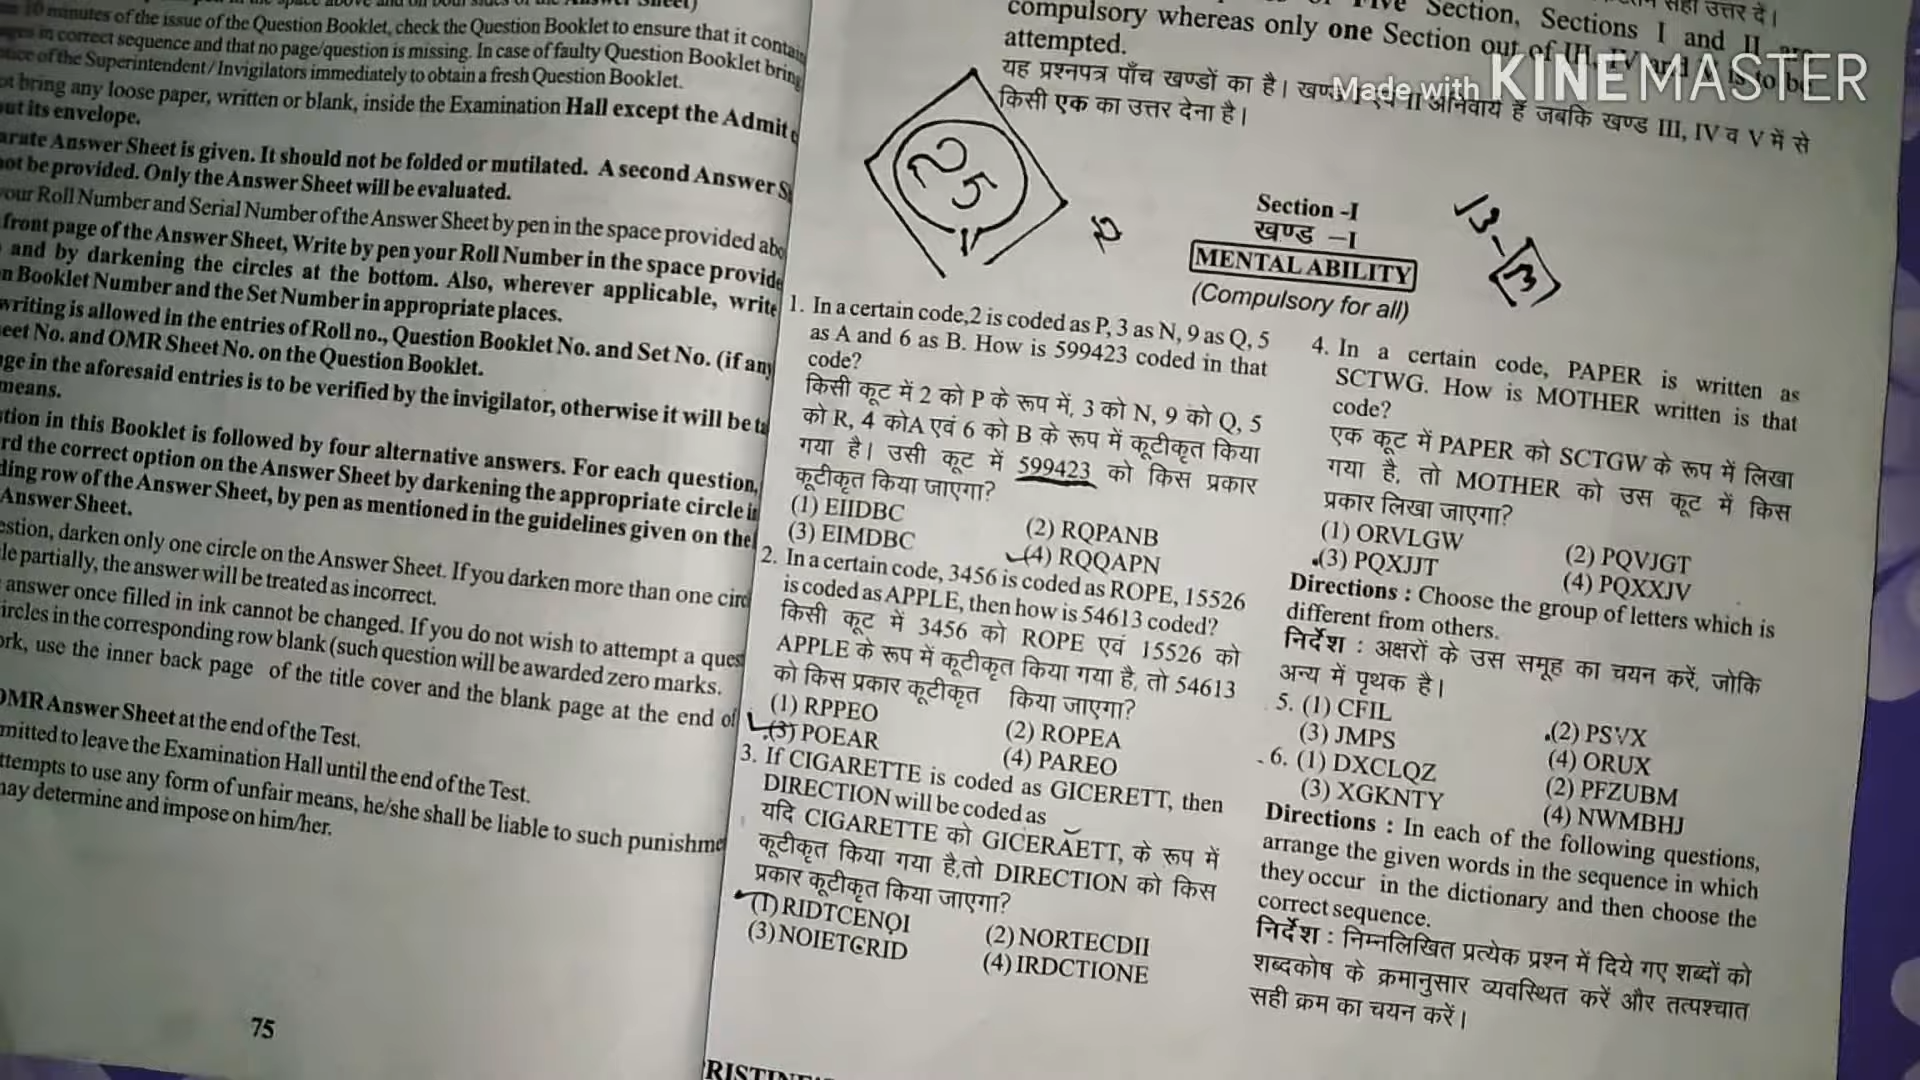 10 minutes of the issue of the Question Booklet, check the Question Booklet to ensure that it
in correct sequence and that no page/question is missing. In case of faulty Question Booklet bring
of the Superintendent/Invigilators immediately to obtain a fresh Question Booklet.
bring any loose paper, written or blank, inside the Examination Hall except the Admit
its envelope.
Answer Sheet is given. It should not be folded or mutilated. A second Answer
not be provided. Only the Answer Sheet will be evaluated.
your Roll Number and Serial Number of the Answer Sheet by pen in the space provided
front page of the Answer Sheet, Write by pen your Roll Number in the space
and by darkening the circles at the bottom. Also, wherever applicable, write
Booklet Number and the Set Number in appropriate places.
writing is allowed in the entries of Roll no., Question Booklet No. and Set No. (if any
No. and OMR Sheet No. on the Question Booklet.
in the aforesaid entries is to be verified by the invigilator, otherwise it will be
means.
in this Booklet is followed by four alternative answers. For each question,
the correct option on the Answer Sheet by darkening the appropriate circle
row of the Answer Sheet, by pen as mentioned in the guidelines given on the
Answer Sheet.
darken only one circle on the Answer Sheet. If you darken more than one
partially, the answer will be treated as incorrect.
answer once filled in ink cannot be changed. If you do not wish to attempt a
in the corresponding row blank (such question will be awarded zero marks.
use the inner back page of the title cover and the blank page at the end of
OMR Answer Sheet at the end of the Test.
to leave the Examination Hall until the end of the Test.
to use any form of unfair means, he/she shall be liable to such
may determine and impose on him/her.
75
सही उत्तर दें।
Five Section, Sections I and II are
compulsory whereas only one Section out of III, IV and is to be
attempted.
यह प्रश्नपत्र पाँच खण्डों का है। खण्ड II अनिवार्य हैं जबकि खण्ड III, IV व V में से
किसी एक का उत्तर देना है।
Made with KINEMASTER
25
Section -I
खण्ड -I
MENTAL ABILITY
(Compulsory for all)
1. In a certain code,2 is coded as P, 3 as N, 9 as Q, 5
as A and 6 as B. How is 599423 coded in that
code?
किसी कूट में 2 को P के रूप में, 3 को N, 9 को Q, 5
को R, 4 कोA एवं 6 को B के रूप में कूटीकृत किया
गया है। उसी कूट में 599423 को किस प्रकार
कूटीकृत किया जाएगा?
(1) EIIDBC
(2) RQPANB
(3) EIMDBC
(4) RQQAPN
2. In a certain code, 3456 is coded as ROPE, 15526
is coded as APPLE, then how is 54613 coded?
किसी कूट में 3456 को ROPE एवं 15526 को
APPLE के रूप में कूटीकृत किया गया है, तो 54613
को किस प्रकार कूटीकृत किया जाएगा?
(1) RPPEO
(2) ROPEA
(3) POEAR
(4) PAREO
3. If CIGARETTE is coded as GICERETT, then
DIRECTION will be coded as
यदि CIGARETTE को GICERAETT, के रूप में
कूटीकृत किया गया है,तो DIRECTION को किस
प्रकार कूटीकृत किया जाएगा?
(1) RIDTCENOI
(2) NORTECDII
(3) NOIETCRID
(4) IRDCTIONE
4. In a certain code, PAPER is written as
SCTWG. How is MOTHER written is that
code?
एक कूट में PAPER को SCTGW के रूप में लिखा
गया है, तो MOTHER को उस कूट में किस
प्रकार लिखा जाएगा?
(1) ORVLGW
(2) PQVJGT
(3) PQXJJT
(4) PQXXJV
Directions : Choose the group of letters which is
different from others.
निर्देश : अक्षरों के उस समूह का चयन करें, जोकि
अन्य में पृथक है।
5. (1) CFIL
(2) PSVX
(3) JMPS
(4) ORUX
6. (1) DXCLQZ
(2) PFZUBM
(3) XGKNTY
(4) NWMBHJ
Directions : In each of the following questions,
arrange the given words in the sequence in which
they occur in the dictionary and then choose the
correct sequence.
निर्देश : निम्नलिखित प्रत्येक प्रश्न में दिये गए शब्दों को
शब्दकोष के क्रमानुसार व्यवस्थित करें और तत्पश्चात
सही क्रम का चयन करें।